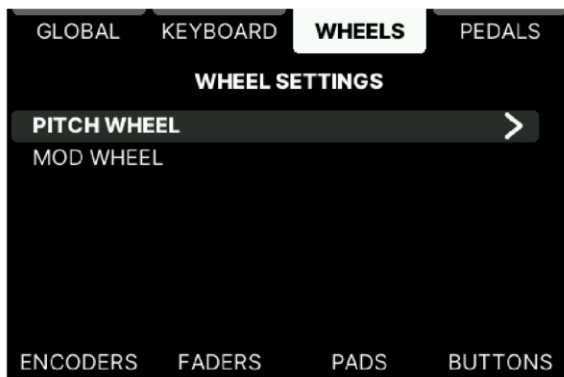 GLOBAL KEYBOARD WHEELS PEDALS
WHEEL SETTINGS
PITCH WHEEL
MOD WHEEL
ENCODERS FADERS PADS BUTTONS